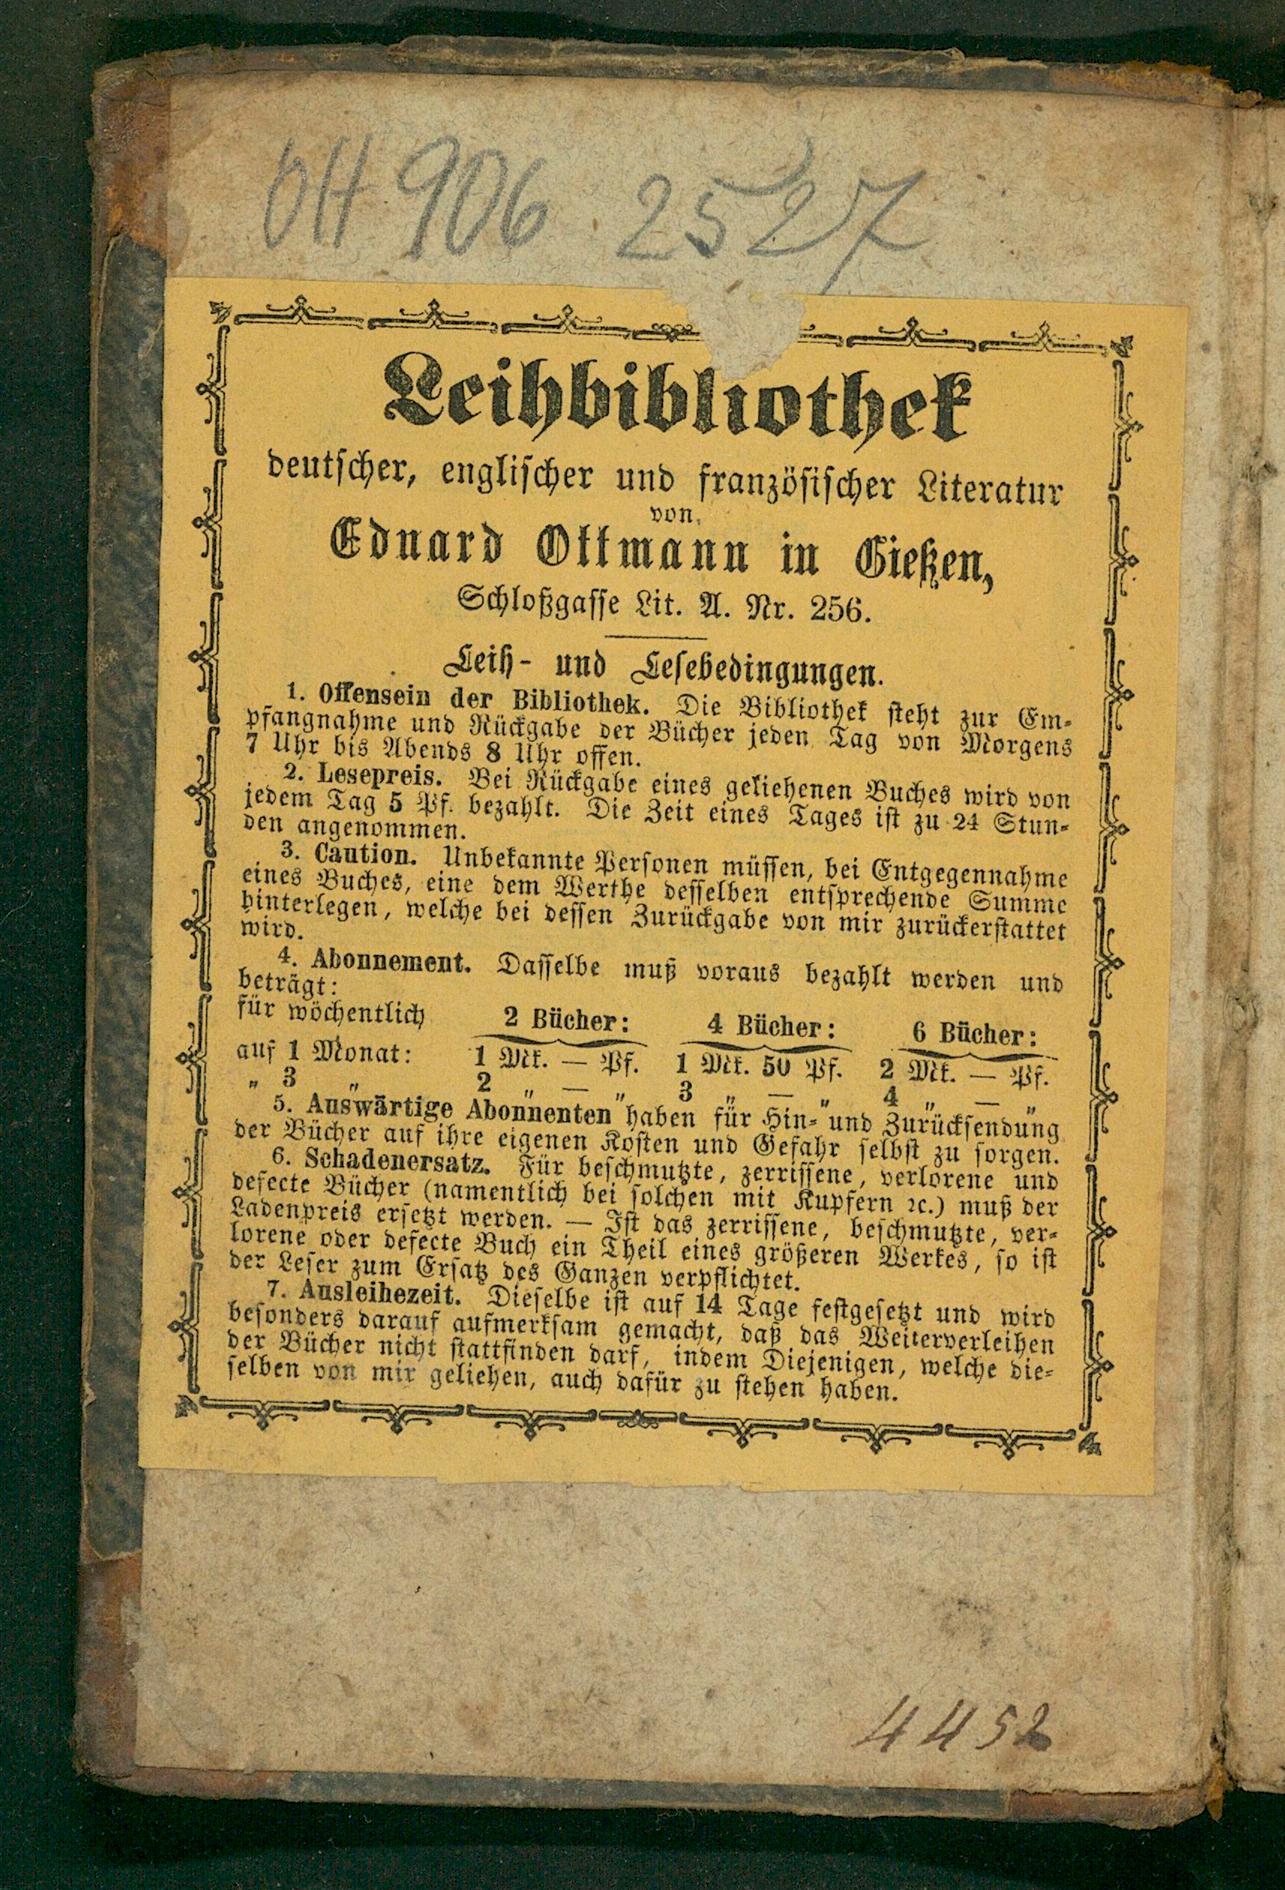 OH 906 2527
Leihbibliothek
deutscher, englischer und französischer Literatur
von
Eduard Ottmann in Gießen,
Schloßgasse Lit. A. Nr. 256.
Leih- und Lesebedingungen.
1. Offensein der Bibliothek. Die Bibliothek steht zur Em-
pfangnahme und Rückgabe der Bücher jeden Tag von Morgens
7 Uhr bis Abends 8 Uhr offen.
2. Lesepreis. Bei Rückgabe eines geliehenen Buches wird von
jedem Tag 5 Pf. bezahlt. Die Zeit eines Tages ist zu 24 Stun-
den angenommen.
3. Caution. Unbekannte Personen müssen, bei Entgegennahme
eines Buches, eine dem Werthe desselben entsprechende Summe
hinterlegen, welche bei dessen Zurückgabe von mir zurückerstattet
wird.
4. Abonnement. Dasselbe muß voraus bezahlt werden und
beträgt:
für wöchentlich 2 Bücher: 4 Bücher: 6 Bücher:
auf 1 Monat: 1 Mk. — Pf. 1 Mk. 50 Pf. 2 Mk. — Pf.
„ 3 „ 2 „ — „ 3 „ — „ 4 „ — „
5. Auswärtige Abonnenten haben für Hin- und Zurücksendung
der Bücher auf ihre eigenen Kosten und Gefahr selbst zu sorgen.
6. Schadenersatz. Für beschmutzte, zerrissene, verlorene und
defecte Bücher (namentlich bei solchen mit Kupfern ꝛc.) muß der
Ladenpreis ersetzt werden. — Ist das zerrissene, beschmutzte, ver-
lorene oder defecte Buch ein Theil eines größeren Werkes, so ist
der Leser zum Ersatz des Ganzen verpflichtet.
7. Ausleihezeit. Dieselbe ist auf 14 Tage festgesetzt und wird
besonders darauf aufmerksam gemacht, daß das Weiterverleihen
der Bücher nicht stattfinden darf, indem Diejenigen, welche die-
selben von mir geliehen, auch dafür zu stehen haben.
4452